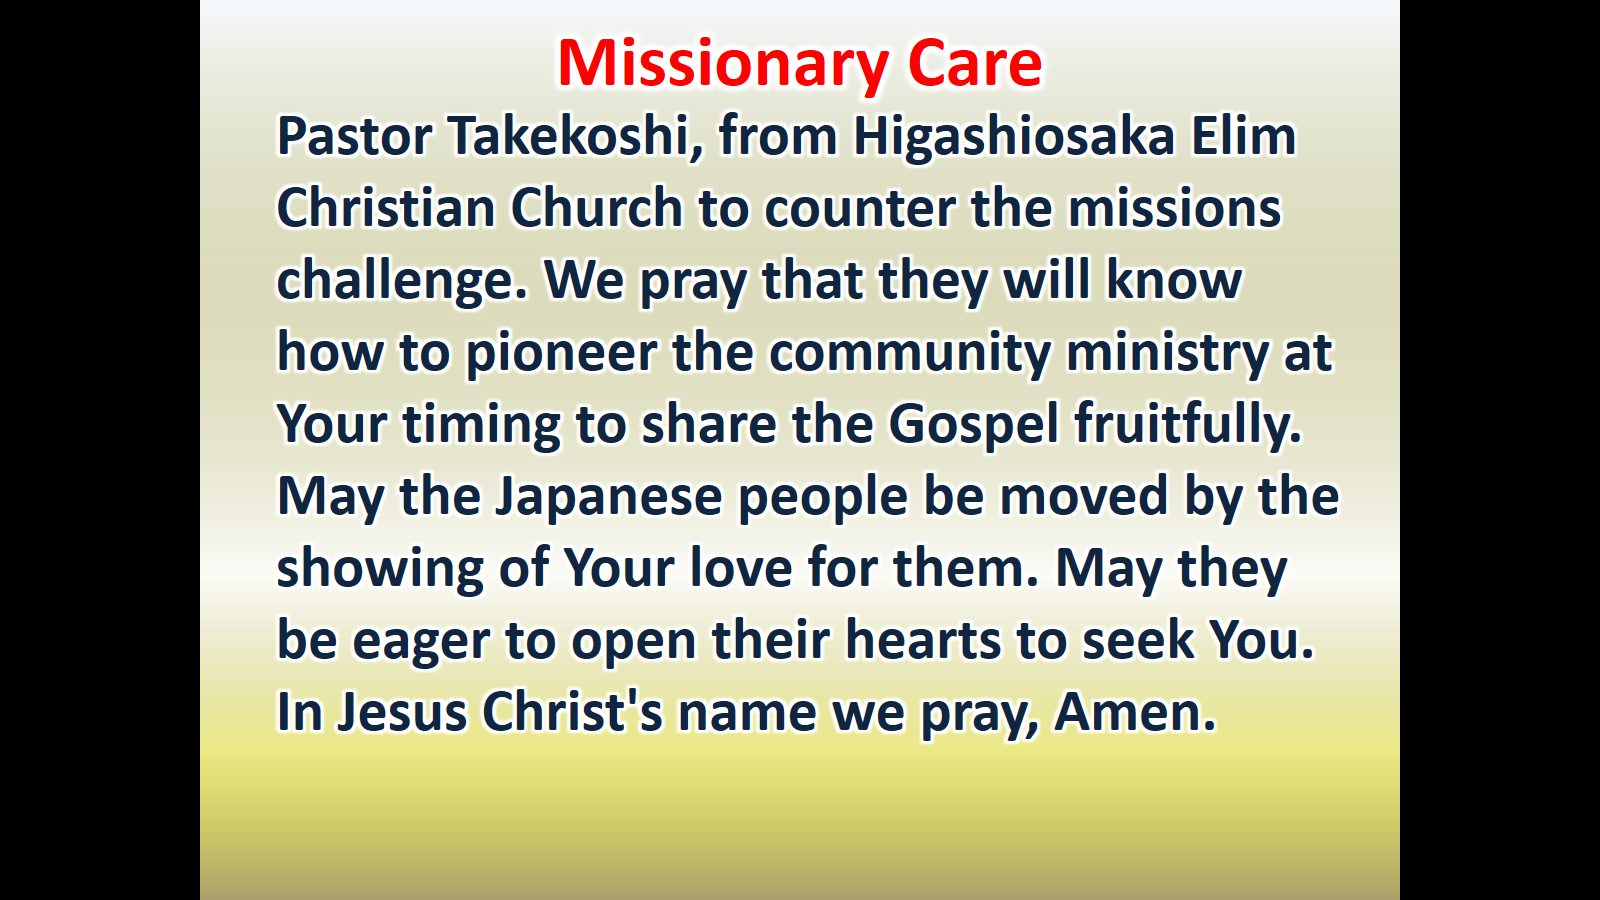 Missionary Care
Pastor Takekoshi, from Higashiosaka Elim
Christian Church to counter the missions
challenge. We pray that they will know
how to pioneer the community ministry at
Your timing to share the Gospel fruitfully.
May the Japanese people be moved by the
showing of Your love for them. May they
be eager to open their hearts to seek You.
In Jesus Christ's name we pray, Amen.